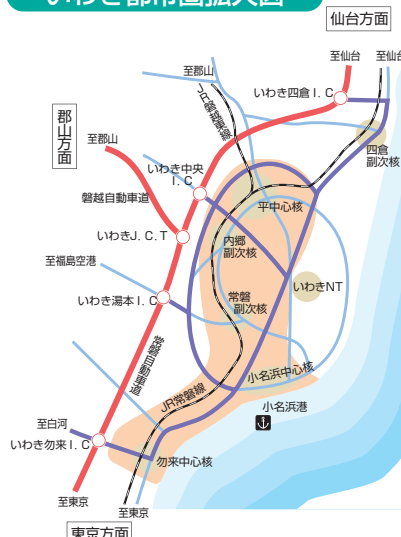 いわき都市圏拡大図
仙台方面
至仙台
至仙台
至郡山
JR磐越東線
いわき四倉I.C
郡山方面
至郡山
四倉
副次核
いわき中央
I.C
磐越自動車道
平中心核
いわきJ.C.T
内郷
副次核
至福島空港
いわきNT
いわき湯本I.C
常磐
副次核
常磐自動車道
小名浜中心核
JR常磐線
小名浜港
至白河
いわき勿来I.C
勿来中心核
至東京
至東京
東京方面